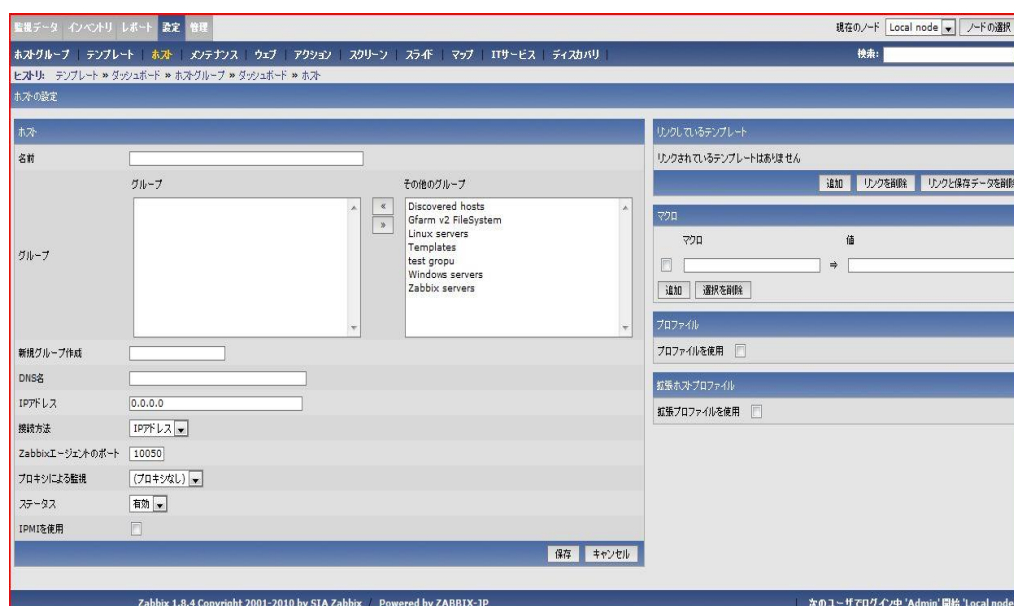 監視データ インベントリ レポート 設定 管理
現在のノード Local node ノードの選択
ホストグループ | テンプレート | ホスト | メンテナンス | ウェブ | アクション | スクリーン | スライド | マップ | ITサービス | ディスカバリ |
検索:
ヒストリ: テンプレート » ダッシュボード » ホストグループ » ダッシュボード » ホスト
ホストの設定
ホスト
名前
グループ
グループ
その他のグループ
«
»
Discovered hosts
Gfarm v2 FileSystem
Linux servers
Templates
test gropu
Windows servers
Zabbix servers
新規グループ作成
DNS名
IPアドレス 0.0.0.0
接続方法 IPアドレス
Zabbixエージェントのポート 10050
プロキシによる監視 (プロキシなし)
ステータス 有効
IPMIを使用
保存 キャンセル
リンクしているテンプレート
リンクされているテンプレートはありません
追加 リンクを削除 リンクと保存データを削除
マクロ
マクロ 値
⇒
追加 選択を削除
プロファイル
プロファイルを使用
拡張ホストプロファイル
拡張プロファイルを使用
Zabbix 1.8.4 Copyright 2001-2010 by SIA Zabbix / Powered by ZABBIX-JP
次のユーザでログイン中 'Admin' 開始 'Local node